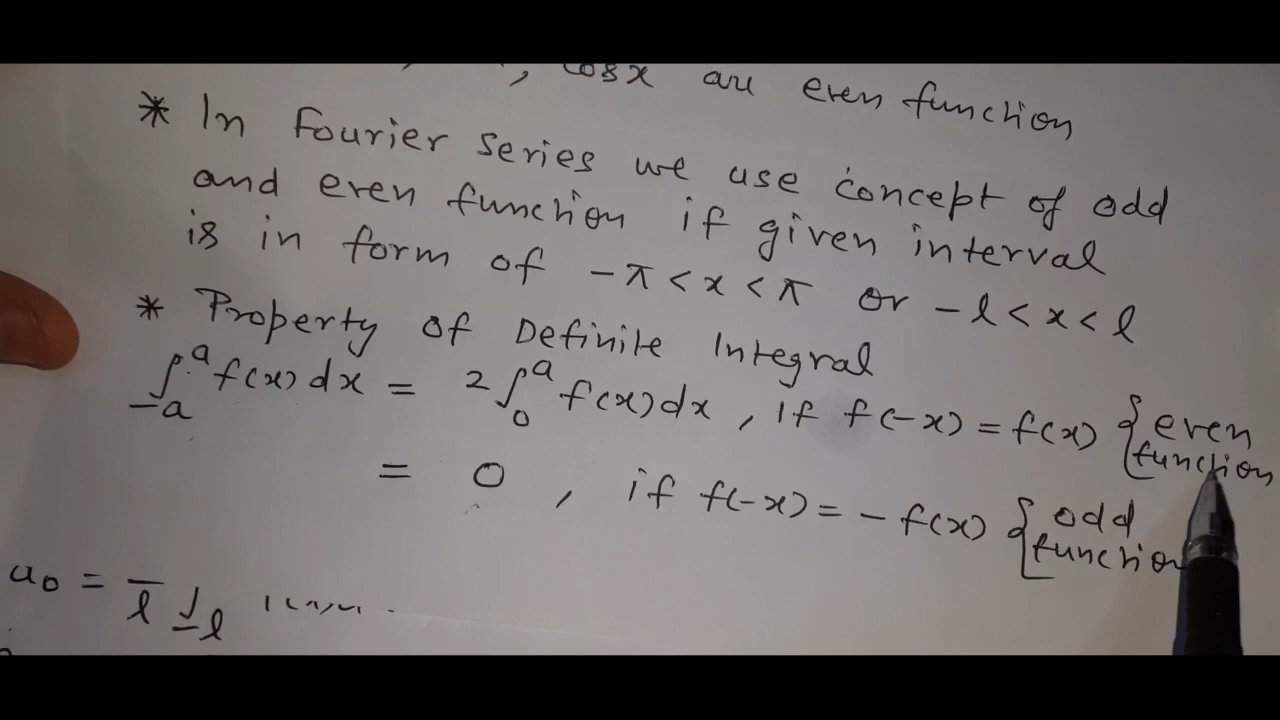 , cosx are even function
* In Fourier series we use concept of odd
and even function if given interval
is in form of -π < x < π or -l < x < l
* Property of Definite Integral
∫_{-a}^{a} f(x) dx = 2∫_{0}^{a} f(x) dx, if f(-x) = f(x) {even function
= 0, if f(-x) = -f(x) {odd function
a0 = l ∫_{-l}